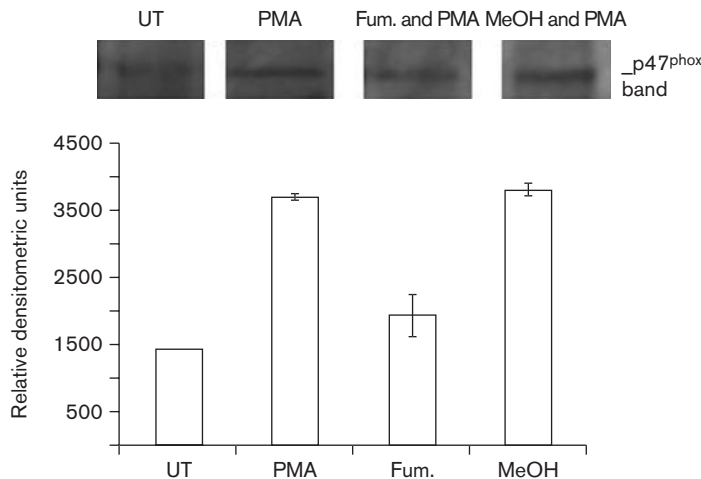 UT PMA Fum. and PMA MeOH and PMA
_p47phox
band
Relative densitometric units
4500
3500
2500
1500
500
UT PMA Fum. MeOH